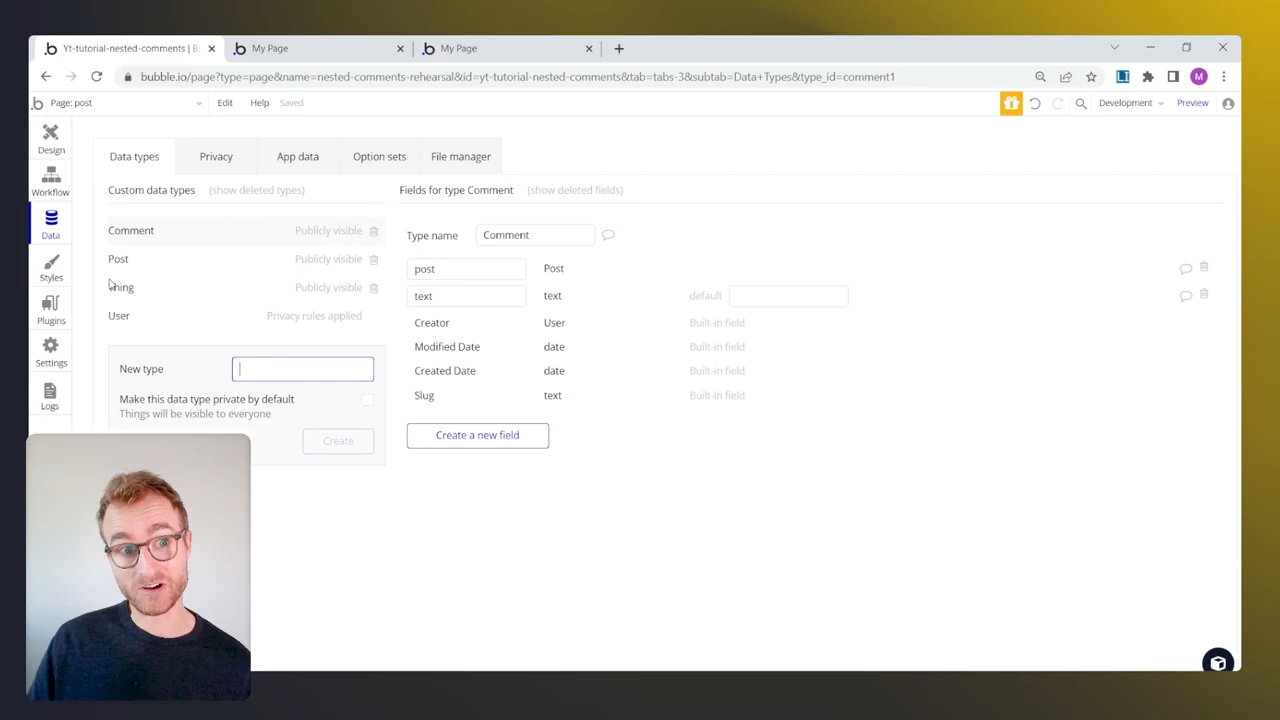 Yt-tutorial-nested-comments | B
My Page
My Page
bubble.io/page?type=page&name=nested-comments-rehearsal&id=yt-tutorial-nested-comments&tab=tabs-3&subtab=Data+Types&type_id=comment1
M
Page: post
Edit
Help
Saved
Development
Preview
Design
Workflow
Data
Styles
Plugins
Settings
Logs
Data types
Privacy
App data
Option sets
File manager
Custom data types
(show deleted types)
Comment
Publicly visible
Post
Publicly visible
Thing
Publicly visible
User
Privacy rules applied
New type
Make this data type private by default
Things will be visible to everyone
Create
Fields for type Comment
(show deleted fields)
Type name
Comment
post
Post
text
text
default
Creator
User
Built-in field
Modified Date
date
Built-in field
Created Date
date
Built-in field
Slug
text
Built-in field
Create a new field